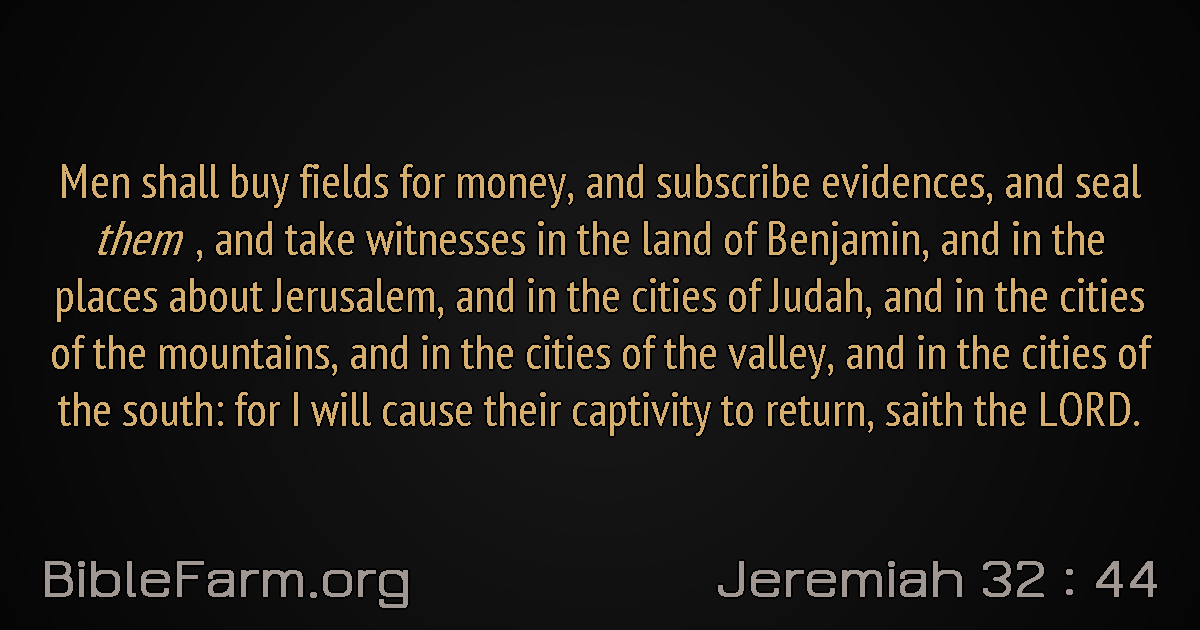 Men shall buy fields for money, and subscribe evidences, and seal
them , and take witnesses in the land of Benjamin, and in the
places about Jerusalem, and in the cities of Judah, and in the cities
of the mountains, and in the cities of the valley, and in the cities of
the south: for I will cause their captivity to return, saith the LORD.
BibleFarm.org
Jeremiah 32 : 44